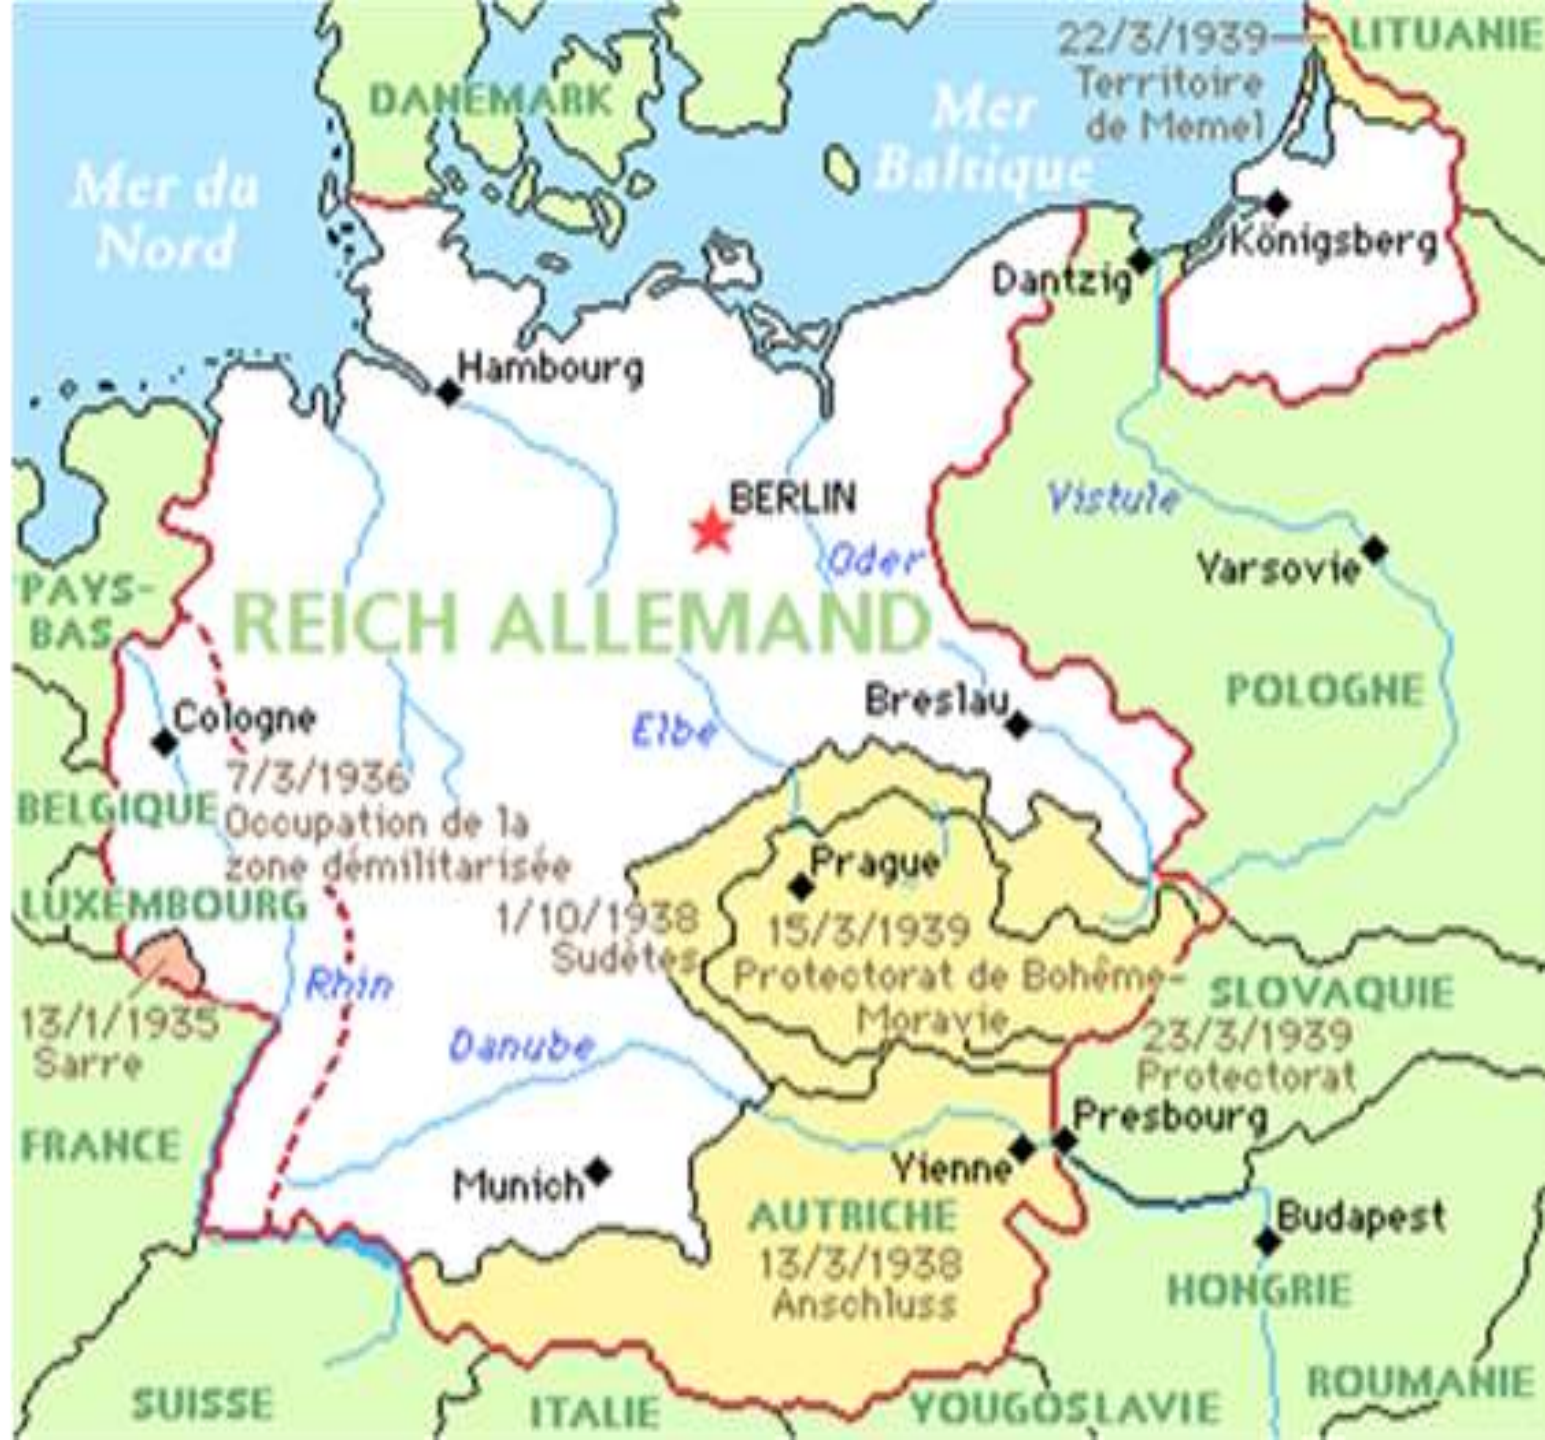 22/3/1939
Territoire
de Memel
LITUANIE
DANEMARK
Mer
Baltique
Mer du
Nord
Königsberg
Dantzig
Hambourg
BERLIN
Vistule
Oder
Varsovie
PAYS-
BAS
REICH ALLEMAND
POLOGNE
Breslau
Cologne
Elbe
7/3/1936
Occupation de la
zone démilitarisée
BELGIQUE
Prague
LUXEMBOURG
1/10/1938
Sudètes
15/3/1939
Protectorat de Bohême-
Moravie
Rhin
SLOVAQUIE
23/3/1939
Protectorat
13/1/1935
Sarre
Danube
Presbourg
FRANCE
Vienne
Munich
AUTRICHE
13/3/1938
Anschluss
Budapest
HONGRIE
SUISSE
ITALIE
YOUGOSLAVIE
ROUMANIE